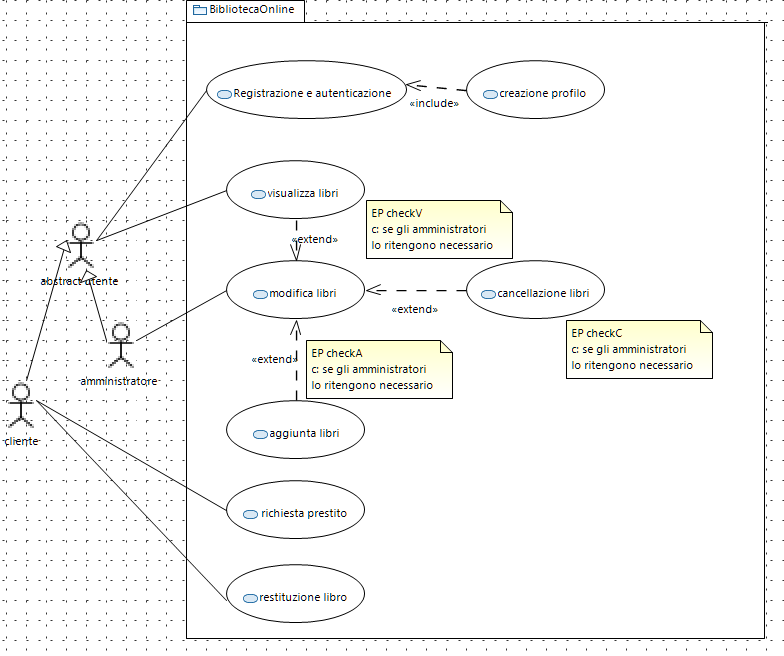 BibliotecaOnline
Registrazione e autenticazione
creazione profilo
«include»
visualizza libri
EP checkV
c: se gli amministratori
lo ritengono necessario
«extend»
abstract utente
modifica libri
cancellazione libri
«extend»
EP checkC
c: se gli amministratori
lo ritengono necessario
«extend»
EP checkA
c: se gli amministratori
lo ritengono necessario
amministratore
cliente
aggiunta libri
richiesta prestito
restituzione libro